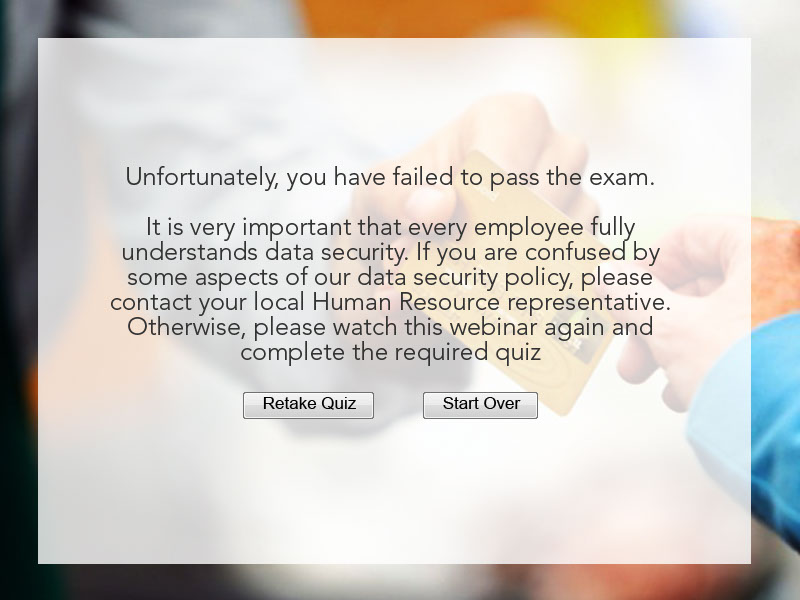 Unfortunately, you have failed to pass the exam.
It is very important that every employee fully
understands data security. If you are confused by
some aspects of our data security policy, please
contact your local Human Resource representative.
Otherwise, please watch this webinar again and
complete the required quiz
Retake Quiz
Start Over